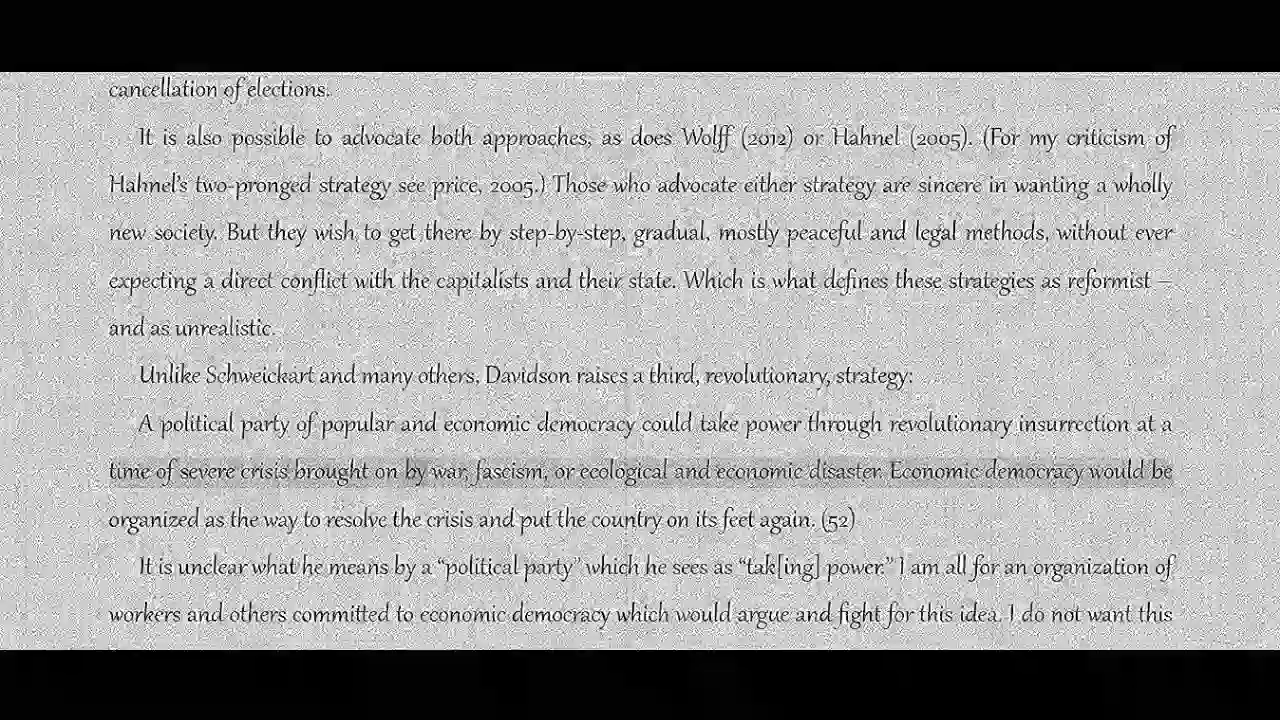 cancellation of elections.
It is also possible to advocate both approaches, as does Wolff (2012) or Hahnel (2005). (For my criticism of
Hahnel's two-pronged strategy see price, 2005.) Those who advocate either strategy are sincere in wanting a wholly
new society. But they wish to get there by step-by-step, gradual, mostly peaceful and legal methods, without ever
expecting a direct conflict with the capitalists and their state. Which is what defines these strategies as reformist –
and as unrealistic.
Unlike Schweickart and many others, Davidson raises a third, revolutionary, strategy:
A political party of popular and economic democracy could take power through revolutionary insurrection at a
time of severe crisis brought on by war, fascism, or ecological and economic disaster. Economic democracy would be
organized as the way to resolve the crisis and put the country on its feet again. (52)
It is unclear what he means by a “political party” which he sees as “tak[ing] power.” I am all for an organization of
workers and others committed to economic democracy which would argue and fight for this idea. I do not want this